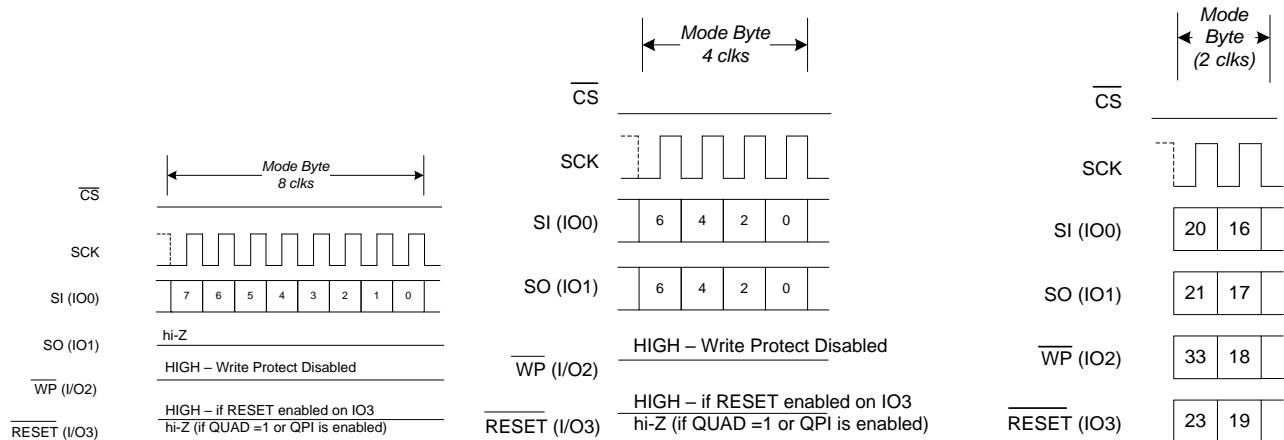 Mode Byte
8 clks
CS
SCK
SI (IO0) 7 6 5 4 3 2 1 0
SO (IO1) hi-Z
WP (I/O2) HIGH – Write Protect Disabled
RESET (I/O3) HIGH – if RESET enabled on IO3
hi-Z (if QUAD =1 or QPI is enabled)
Mode Byte
4 clks
CS
SCK
SI (IO0) 6 4 2 0
SO (IO1) 6 4 2 0
WP (I/O2) HIGH – Write Protect Disabled
RESET (I/O3) HIGH – if RESET enabled on IO3
hi-Z (if QUAD =1 or QPI is enabled)
Mode
Byte
(2 clks)
CS
SCK
SI (IO0) 20 16
SO (IO1) 21 17
WP (IO2) 33 18
RESET (IO3) 23 19